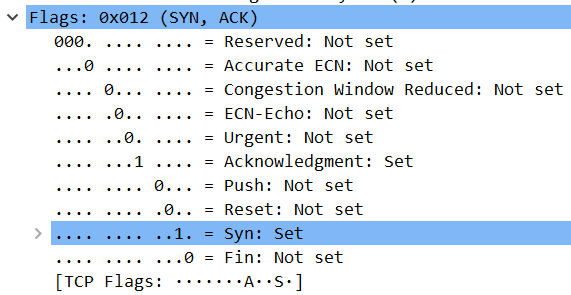 Flags: 0x012 (SYN, ACK)
000. .... .... = Reserved: Not set
...0 .... .... = Accurate ECN: Not set
.... 0... .... = Congestion Window Reduced: Not set
.... .0.. .... = ECN-Echo: Not set
.... ..0. .... = Urgent: Not set
.... ...1 .... = Acknowledgment: Set
.... .... 0... = Push: Not set
.... .... .0.. = Reset: Not set
.... .... ..1. = Syn: Set
.... .... ...0 = Fin: Not set
[TCP Flags: ·······A··S·]